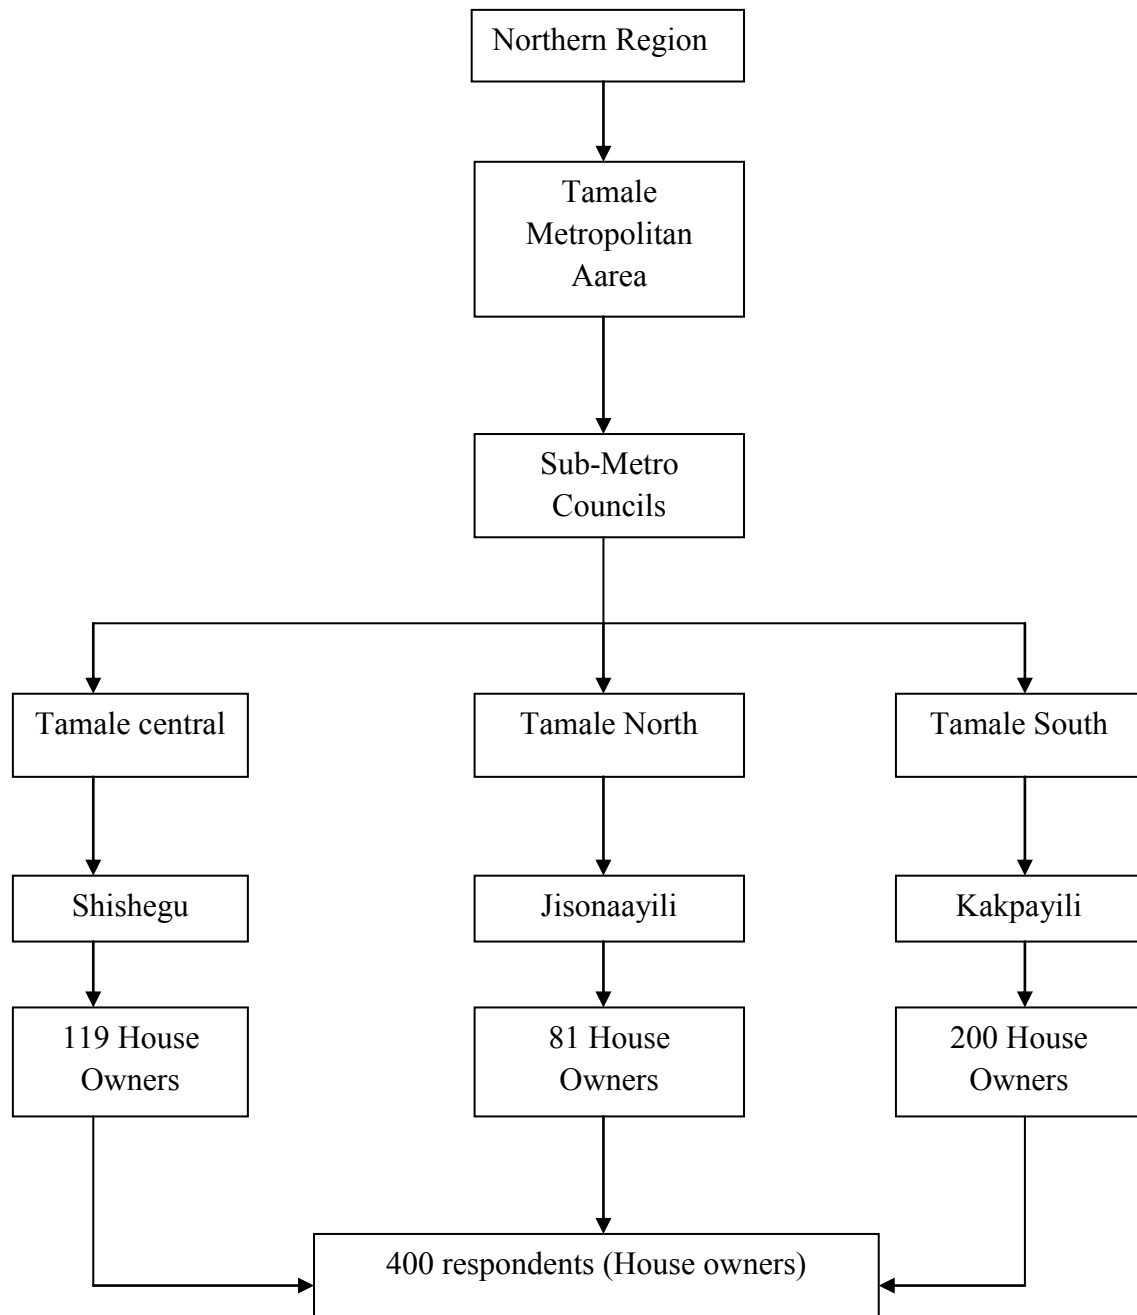 Northern Region
Tamale
Metropolitan
Aarea
Sub-Metro
Councils
Tamale central
Tamale North
Tamale South
Shishegu
Jisonaayili
Kakpayili
119 House
Owners
81 House
Owners
200 House
Owners
400 respondents (House owners)